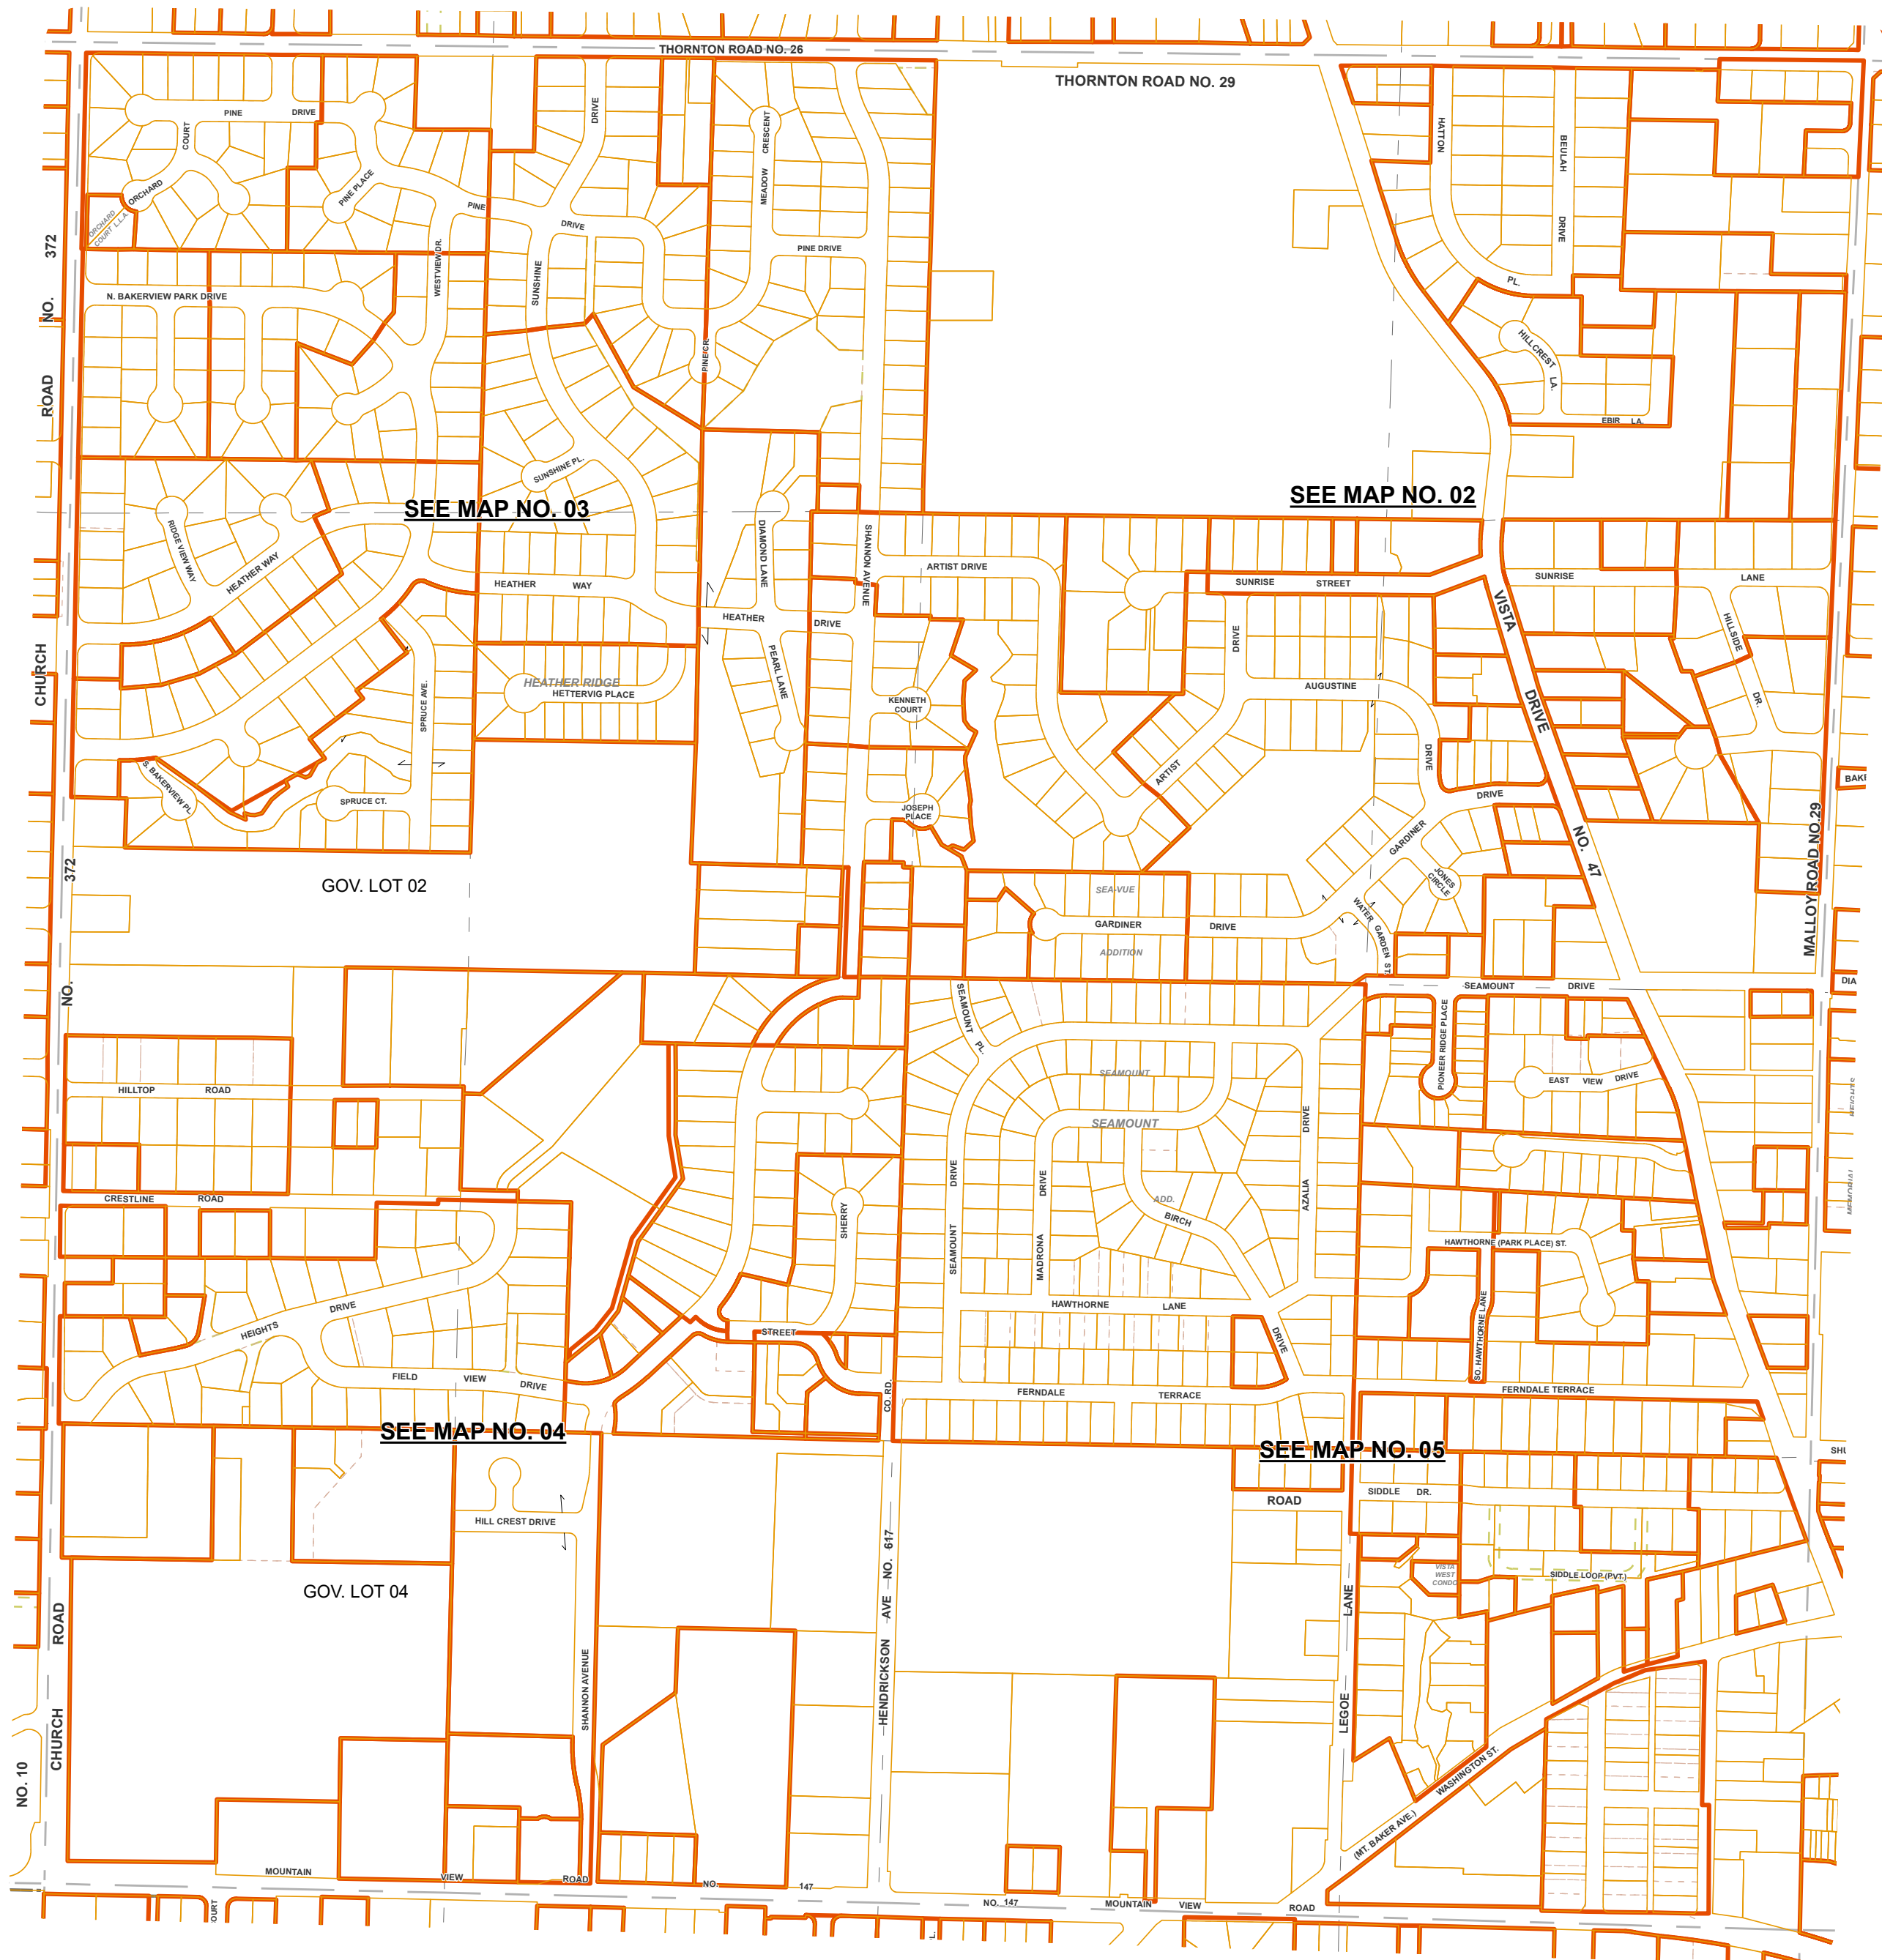 THORNTON ROAD NO. 26
THORNTON ROAD NO. 29
PINE DRIVE
COURT
ORCHARD
ORCHARD
COURT L.L.A.
PINE PLACE
PINE
DRIVE
DRIVE
SUNSHINE
WESTVIEW DR.
MEADOW CRESCENT
PINE DRIVE
PINE CR.
N. BAKERVIEW PARK DRIVE
HATTON
PL.
BEULAH
DRIVE
HILLCREST
LA.
EBIR LA.
372
NO.
ROAD
CHURCH
SUNSHINE PL.
SEE MAP NO. 03
SEE MAP NO. 02
RIDGE VIEW WAY
HEATHER WAY
HEATHER WAY
DIAMOND LANE
SHANNON AVENUE
ARTIST DRIVE
SUNRISE STREET
SUNRISE LANE
VISTA
DRIVE
NO. 47
HEATHER DRIVE
PEARL LANE
HEATHER RIDGE
HETTERVIG PLACE
SPRUCE AVE.
SPRUCE CT.
S. BAKERVIEW PL
KENNETH
COURT
JOSEPH
PLACE
DRIVE
ARTIST
AUGUSTINE
DRIVE
HILLSIDE
DR.
GARDINER
DRIVE
JONES
CIRCLE
WATER GARDEN ST.
MALLOY ROAD NO.29
BAKE
DIA
GOV. LOT 02
SEA-VUE
GARDINER DRIVE
ADDITION
372
NO.
SEAMOUNT DRIVE
SEAMOUNT PL.
PIONEER RIDGE PLACE
EAST VIEW DRIVE
SEAMOUNT
SEAMOUNT
ADD.
BIRCH
DRIVE
HILLTOP ROAD
CRESTLINE ROAD
SHERRY
STREET
SEAMOUNT
DRIVE
MADRONA
DRIVE
AZALIA
DRIVE
HAWTHORNE (PARK PLACE) ST.
HAWTHORNE LANE
SO. HAWTHORNE LANE
HEIGHTS
DRIVE
FIELD VIEW DRIVE
CO. RD.
FERNDALE TERRACE
FERNDALE TERRACE
SEE MAP NO. 04
SEE MAP NO. 05
SHU
ROAD
SIDDLE DR.
HILL CREST DRIVE
VISTA
WEST
CONDO
SIDDLE LOOP (PVT.)
GOV. LOT 04
HENDRICKSON AVE NO. 617
LEGOE LANE
SHANNON AVENUE
ROAD
CHURCH
NO. 10
WASHINGTON ST.
(MT. BAKER AVE.)
MOUNTAIN VIEW ROAD NO. 147
NO. 147 MOUNTAIN VIEW ROAD
OURT